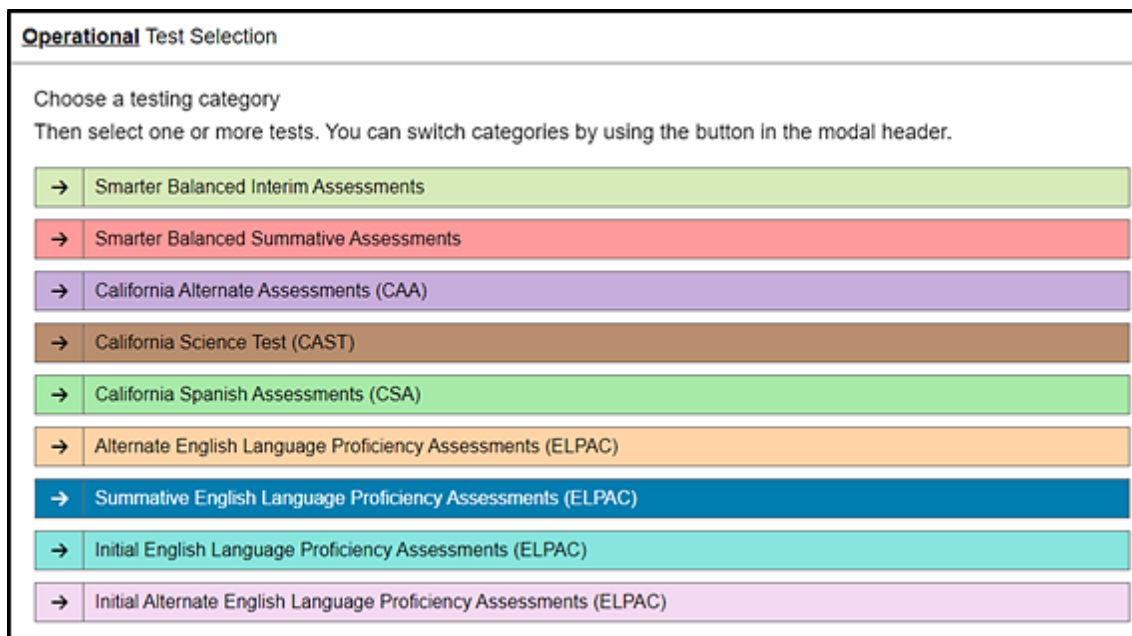 Operational Test Selection
Choose a testing category
Then select one or more tests. You can switch categories by using the button in the modal header.
→ Smarter Balanced Interim Assessments
→ Smarter Balanced Summative Assessments
→ California Alternate Assessments (CAA)
→ California Science Test (CAST)
→ California Spanish Assessments (CSA)
→ Alternate English Language Proficiency Assessments (ELPAC)
→ Summative English Language Proficiency Assessments (ELPAC)
→ Initial English Language Proficiency Assessments (ELPAC)
→ Initial Alternate English Language Proficiency Assessments (ELPAC)